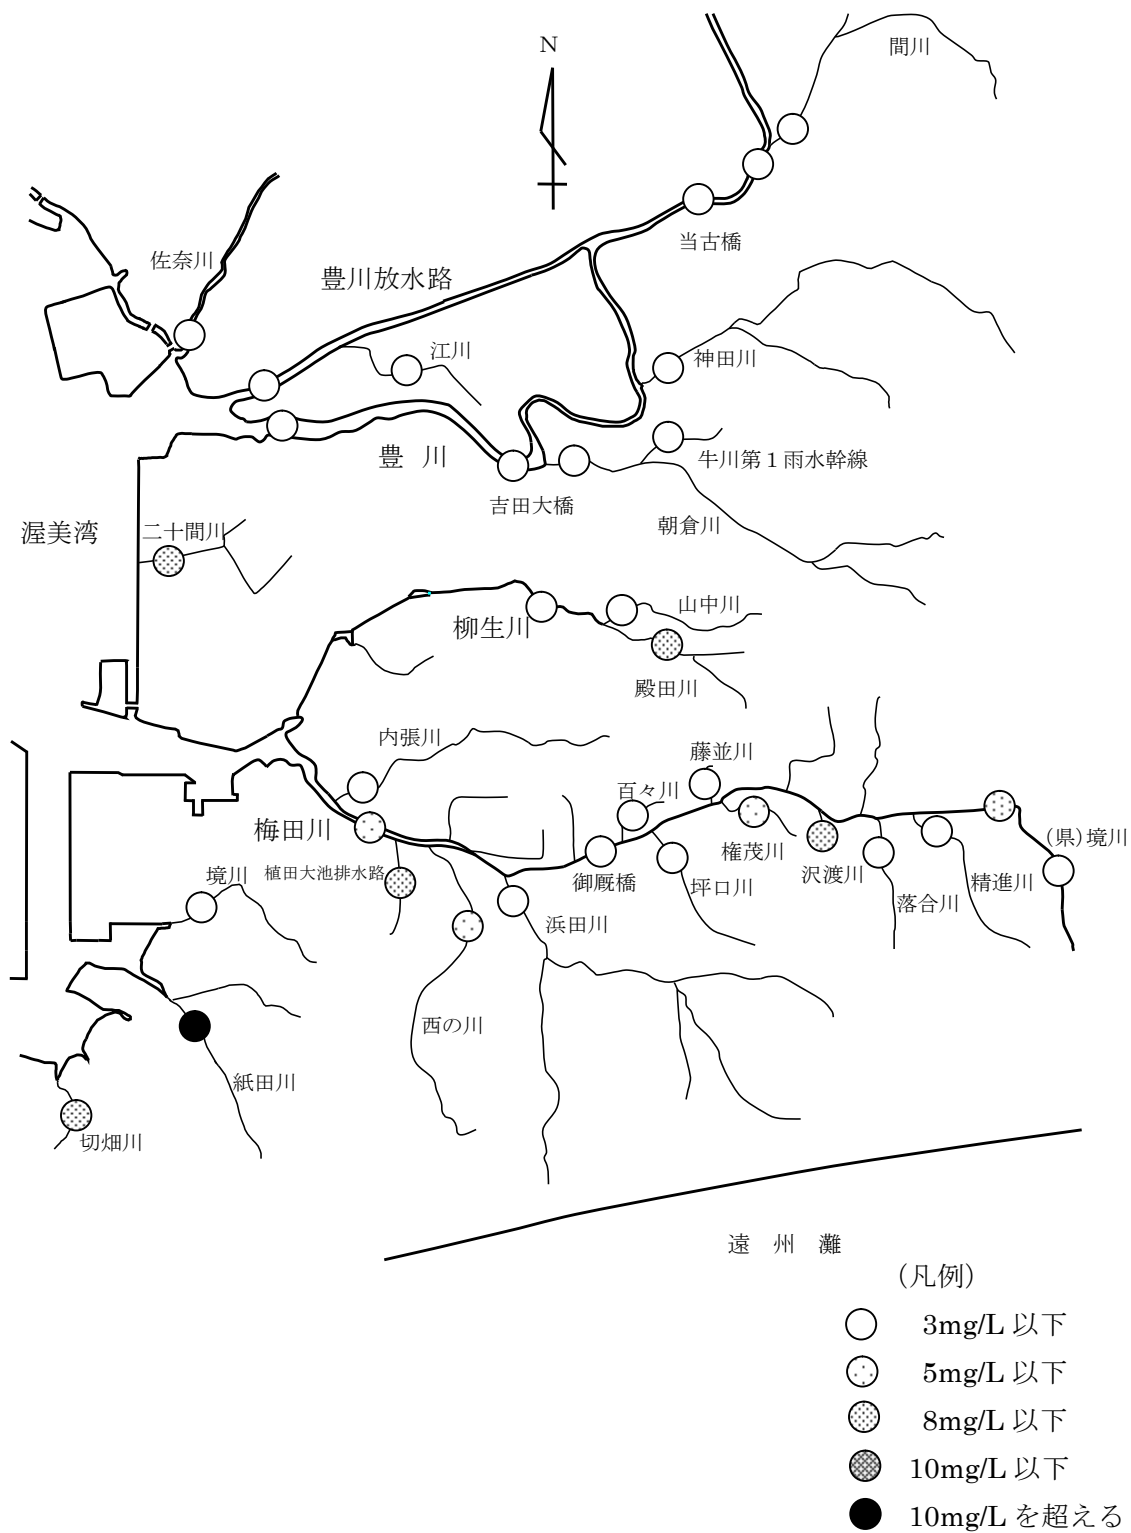 N
間川
当古橋
佐奈川
豊川放水路
江川
神田川
豊 川
牛川第１雨水幹線
吉田大橋
朝倉川
渥美湾
二十間川
山中川
柳生川
殿田川
内張川
藤並川
百々川
梅田川
(県)境川
権茂川
沢渡川
植田大池排水路
御厩橋
坪口川
精進川
境川
落合川
浜田川
西の川
紙田川
切畑川
遠 州 灘
(凡例)
3mg/L 以下
5mg/L 以下
8mg/L 以下
10mg/L 以下
10mg/L を超える